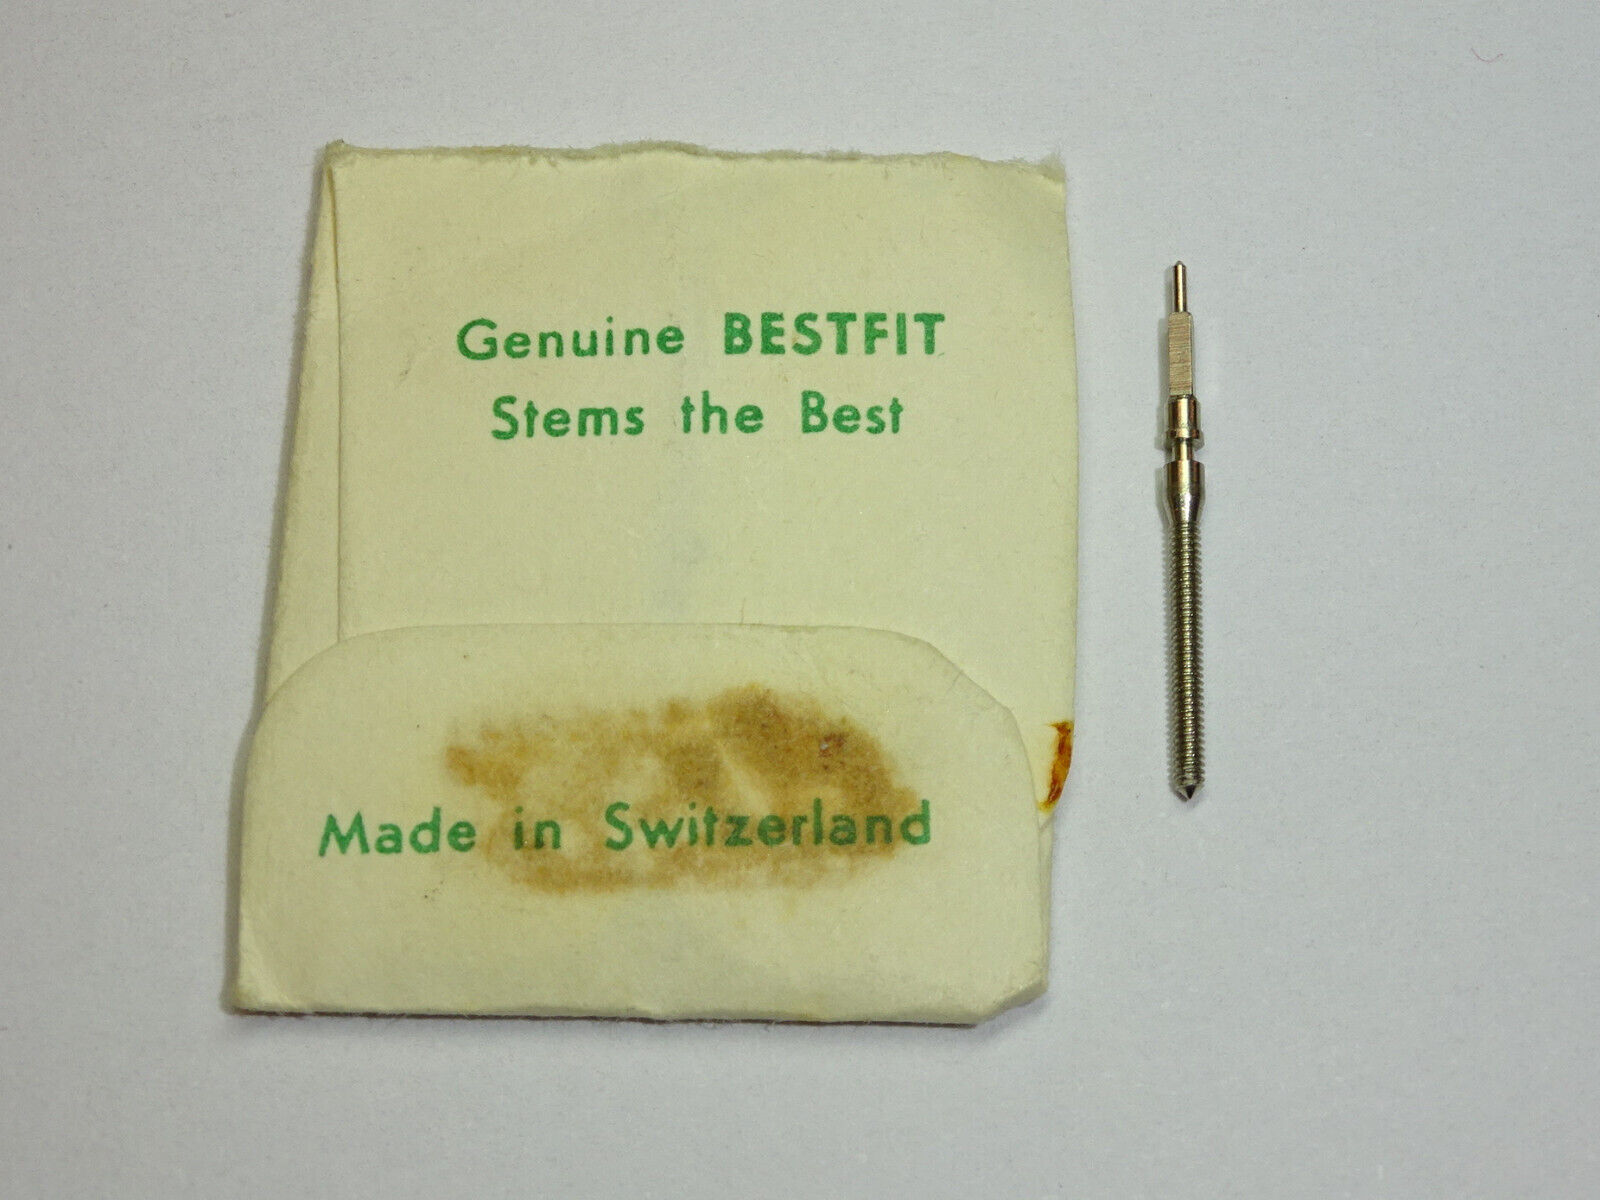 Genuine BESTFIT
Stems the Best
Made in Switzerland